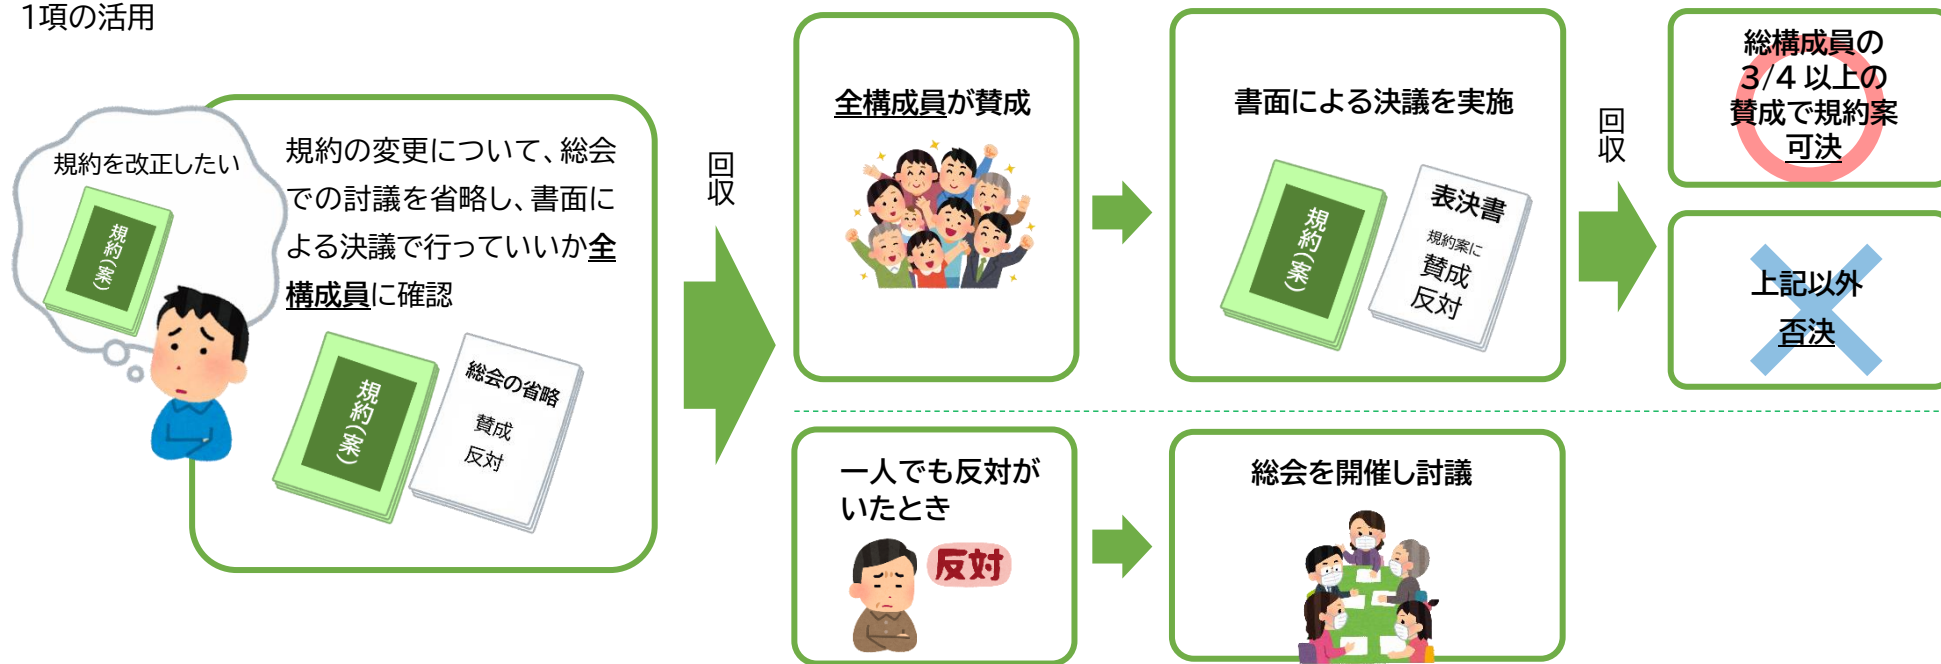 1項の活用
規約を改正したい
規約(案)
規約の変更について、総会
での討議を省略し、書面に
よる決議で行っていいか全
構成員に確認
規約(案)
総会の省略
賛成
反対
回収
全構成員が賛成
書面による決議を実施
規約(案)
表決書
規約案に
賛成
反対
回収
総構成員の
3/4 以上の
賛成で規約案
可決
上記以外
否決
一人でも反対が
いたとき
反対
総会を開催し討議